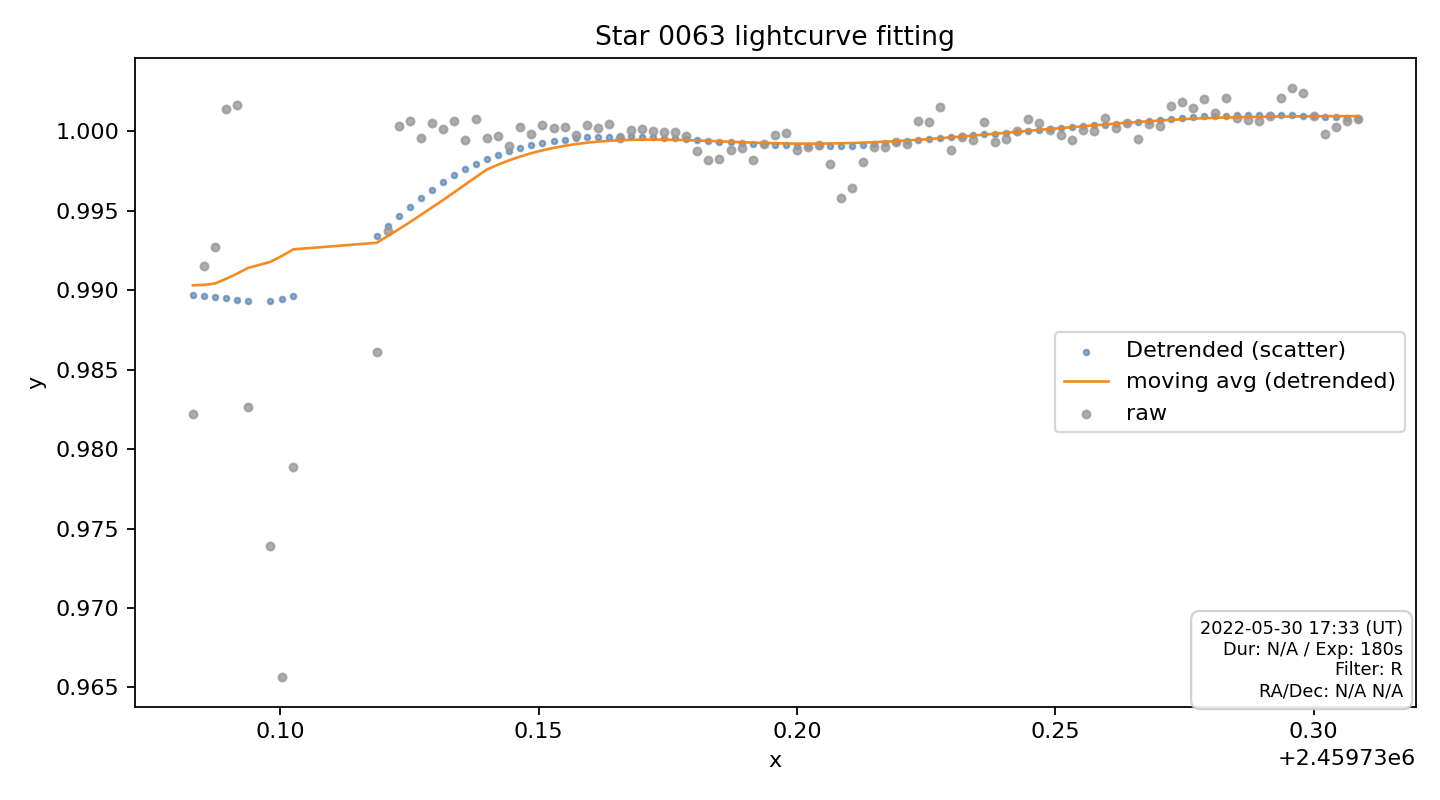 Star 0063 lightcurve fitting
y
1.000
0.995
0.990
0.985
0.980
0.975
0.970
0.965
Detrended (scatter)
moving avg (detrended)
raw
2022-05-30 17:33 (UT)
Dur: N/A / Exp: 180s
Filter: R
RA/Dec: N/A N/A
0.10 0.15 0.20 0.25 0.30
x
+2.45973e6